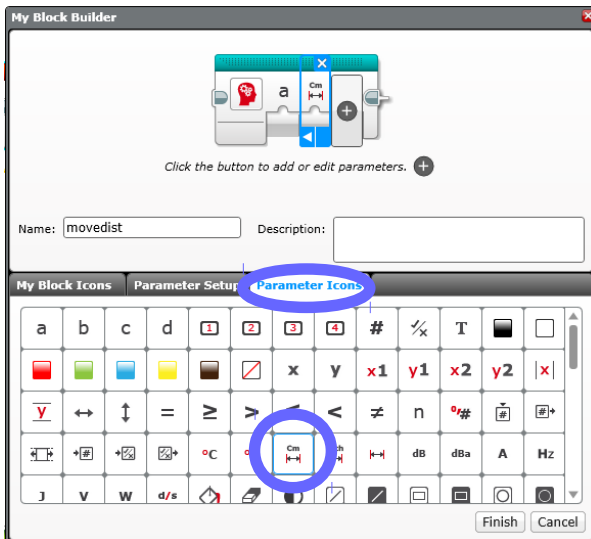 My Block Builder
a Cm
Click the button to add or edit parameters.
Name: movedist Description:
My Block Icons Parameter Setup Parameter Icons
a b c d 1 2 3 4 # T
x y x1 y1 x2 y2 |x|
y = ≥ > < ≠ n # #+
# °C Cm dB dBa A Hz
J V W d/s
Finish Cancel